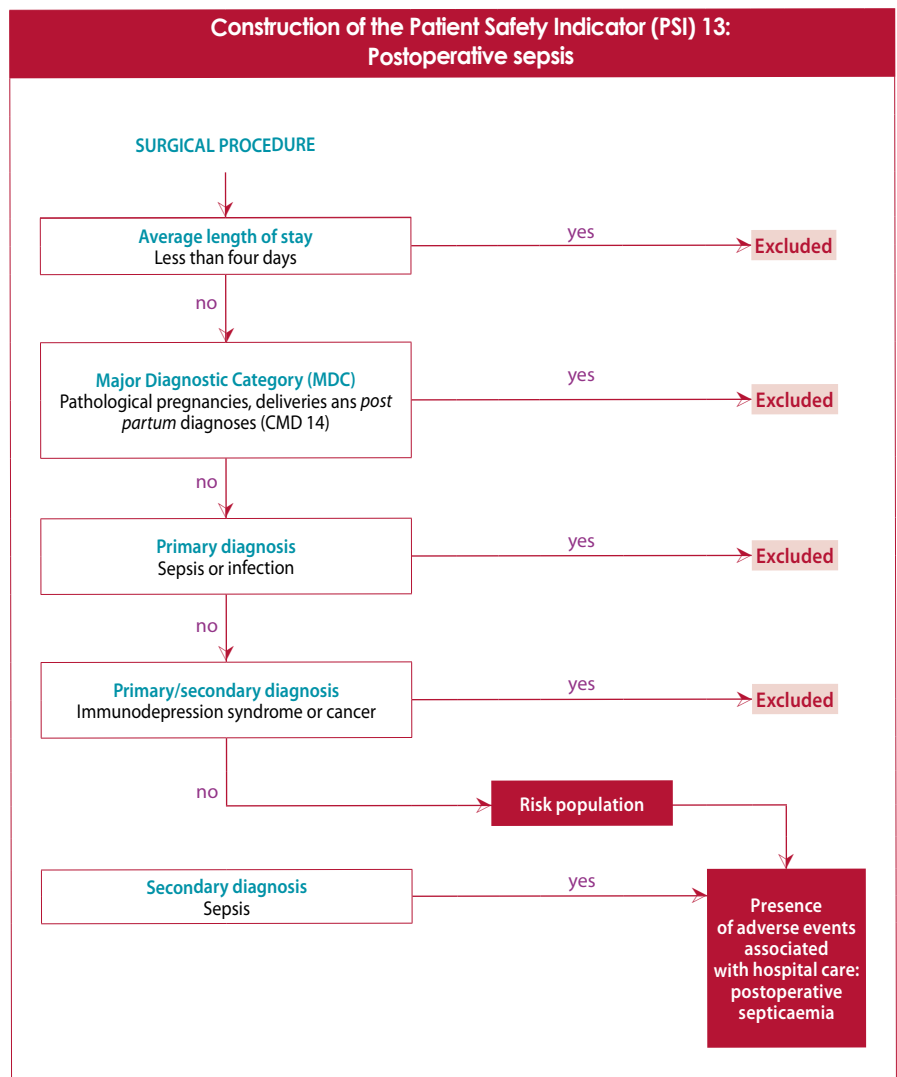 Construction of the Patient Safety Indicator (PSI) 13:
Postoperative sepsis
SURGICAL PROCEDURE
Average length of stay
Less than four days
yes
Excluded
no
Major Diagnostic Category (MDC)
Pathological pregnancies, deliveries ans post
partum diagnoses (CMD 14)
yes
Excluded
no
Primary diagnosis
Sepsis or infection
yes
Excluded
no
Primary/secondary diagnosis
Immunodepression syndrome or cancer
yes
Excluded
no
Risk population
Secondary diagnosis
Sepsis
yes
Presence
of adverse events
associated
with hospital care:
postoperative
septicaemia